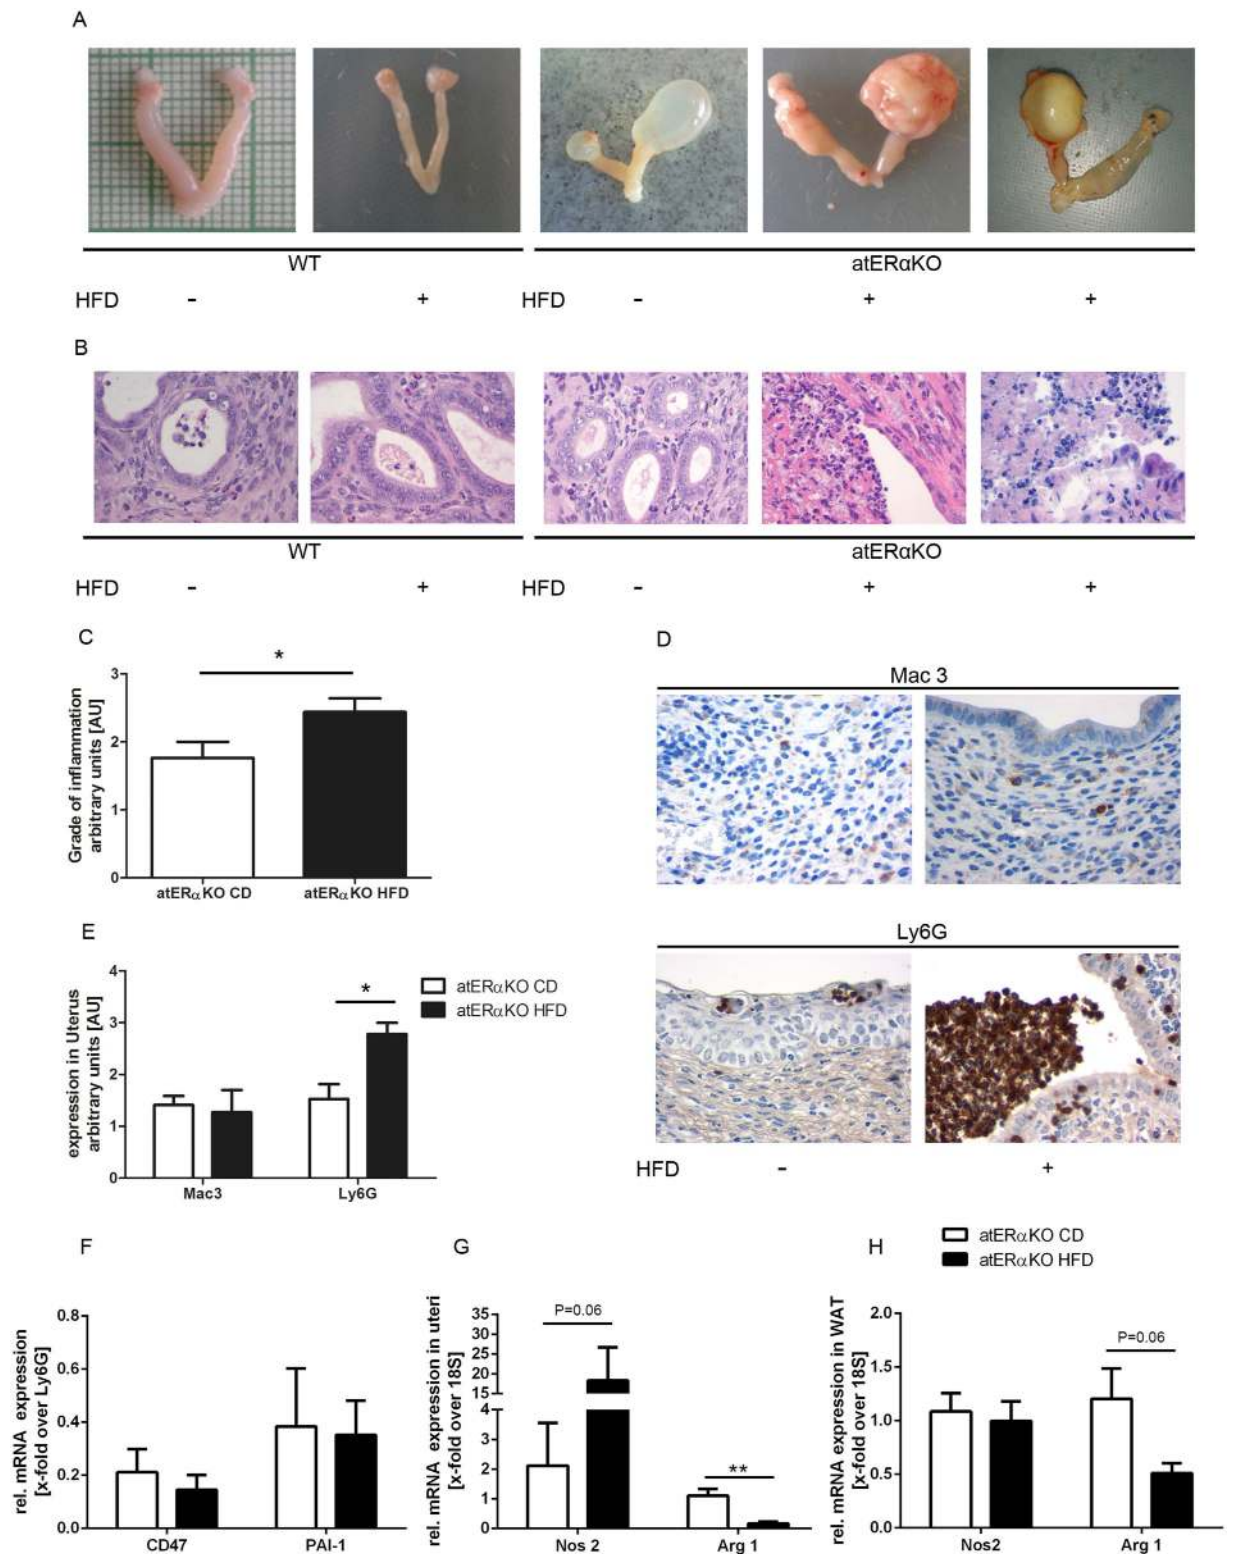 A
WT
atERαKO
HFD - + HFD - + +
B
WT
atERαKO
HFD - + HFD - + +
C
*
Grade of inflammation
arbitrary units [AU]
3
2
1
0
atERαKO CD atERαKO HFD
D
Mac 3
Ly6G
HFD - +
E
expression in Uterus
arbitrary units [AU]
4
3
2
1
0
*
atERαKO CD
atERαKO HFD
Mac3 Ly6G
F
rel. mRNA expression
[x-fold over Ly6G]
0.8
0.6
0.4
0.2
0.0
CD47 PAI-1
G
rel. mRNA expression in uteri
[x-fold over 18S]
35
30
25
20
15
4
3
2
1
0
P=0.06
**
Nos 2 Arg 1
atERαKO CD
atERαKO HFD
H
rel. mRNA expression in WAT
[x-fold over 18S]
2.0
1.5
1.0
0.5
0.0
P=0.06
Nos2 Arg 1